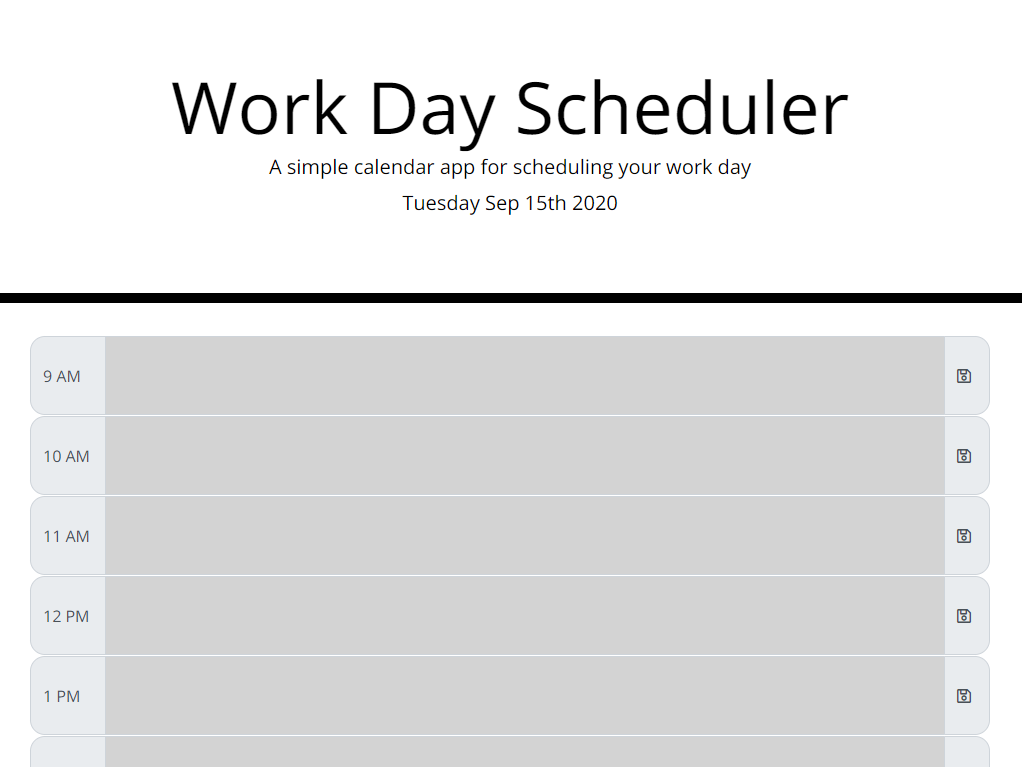 Work Day Scheduler
A simple calendar app for scheduling your work day
Tuesday Sep 15th 2020
9 AM
10 AM
11 AM
12 PM
1 PM